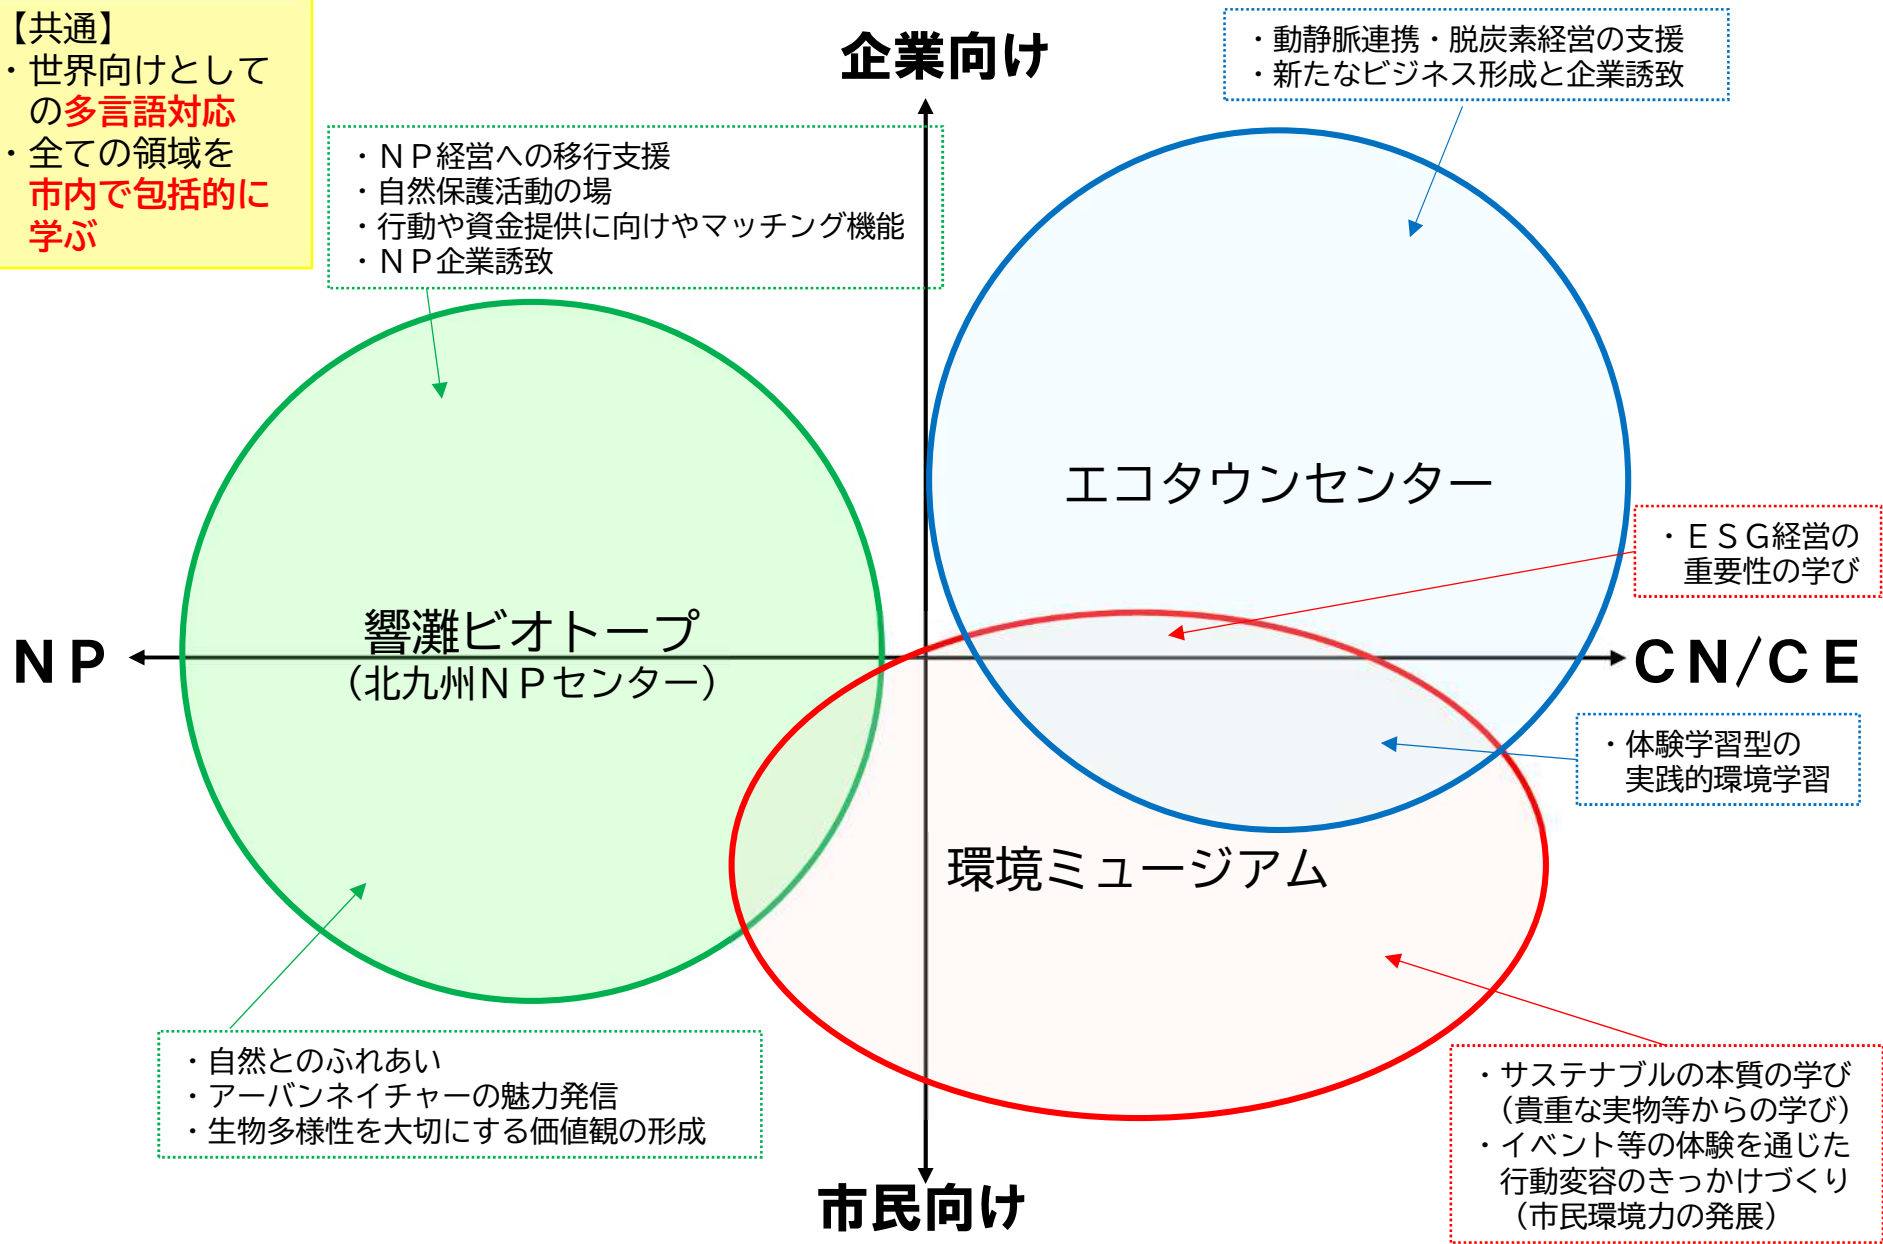 【共通】
・世界向けとして
の多言語対応
・全ての領域を
市内で包括的に
学ぶ
企業向け
・動静脈連携・脱炭素経営の支援
・新たなビジネス形成と企業誘致
・ＮＰ経営への移行支援
・自然保護活動の場
・行動や資金提供に向けやマッチング機能
・ＮＰ企業誘致
エコタウンセンター
・ＥＳＧ経営の
重要性の学び
響灘ビオトープ
（北九州ＮＰセンター）
ＮＰ
ＣＮ/ＣＥ
・体験学習型の
実践的環境学習
環境ミュージアム
・自然とのふれあい
・アーバンネイチャーの魅力発信
・生物多様性を大切にする価値観の形成
・サステナブルの本質の学び
（貴重な実物等からの学び）
・イベント等の体験を通じた
行動変容のきっかけづくり
（市民環境力の発展）
市民向け